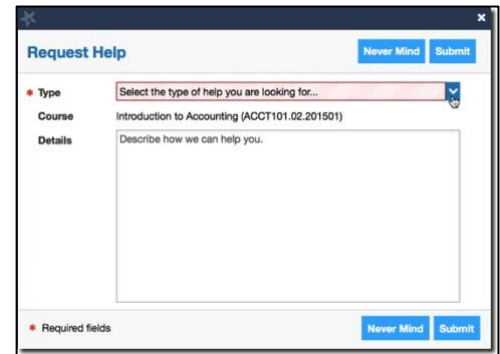 ×
Request Help
Never Mind Submit
* Type Select the type of help you are looking for...
Course Introduction to Accounting (ACCT101.02.201501)
Details Describe how we can help you.
* Required fields
Never Mind Submit